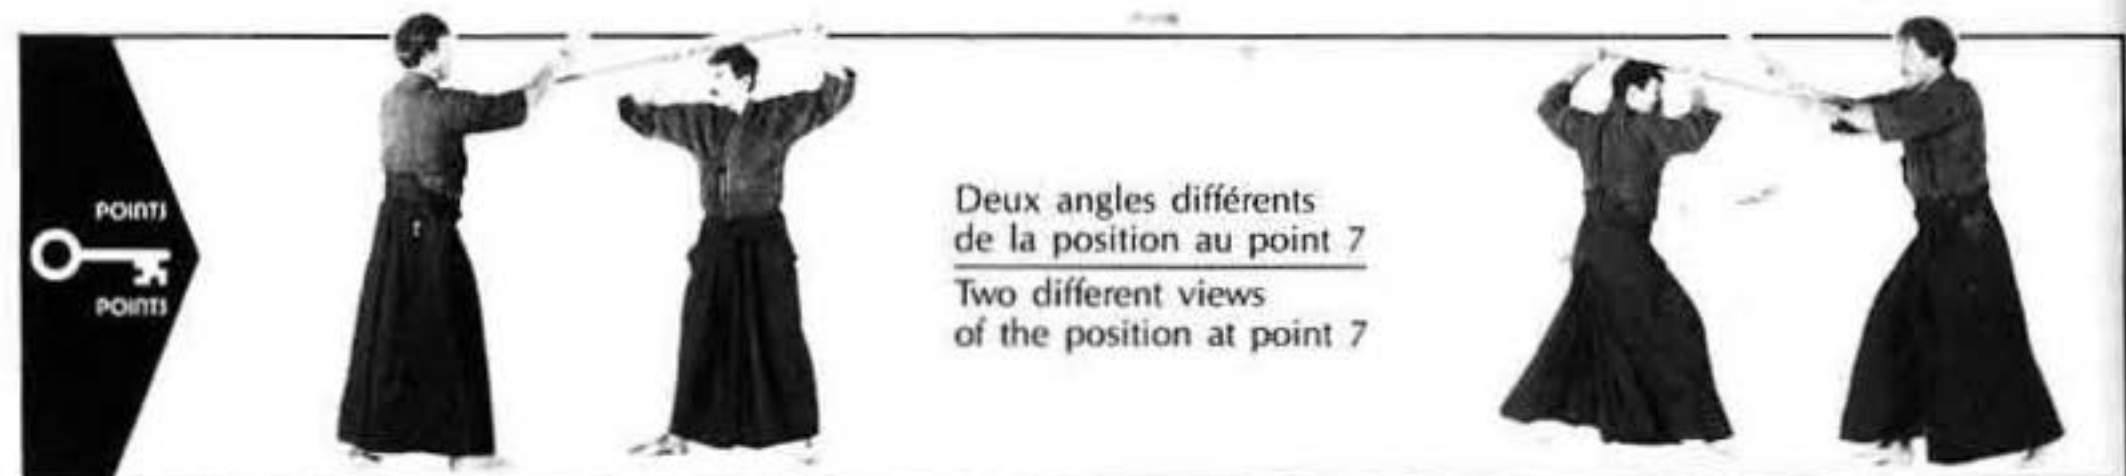 POINTS
POINTS
Deux angles différents
de la position au point 7
Two different views
of the position at point 7